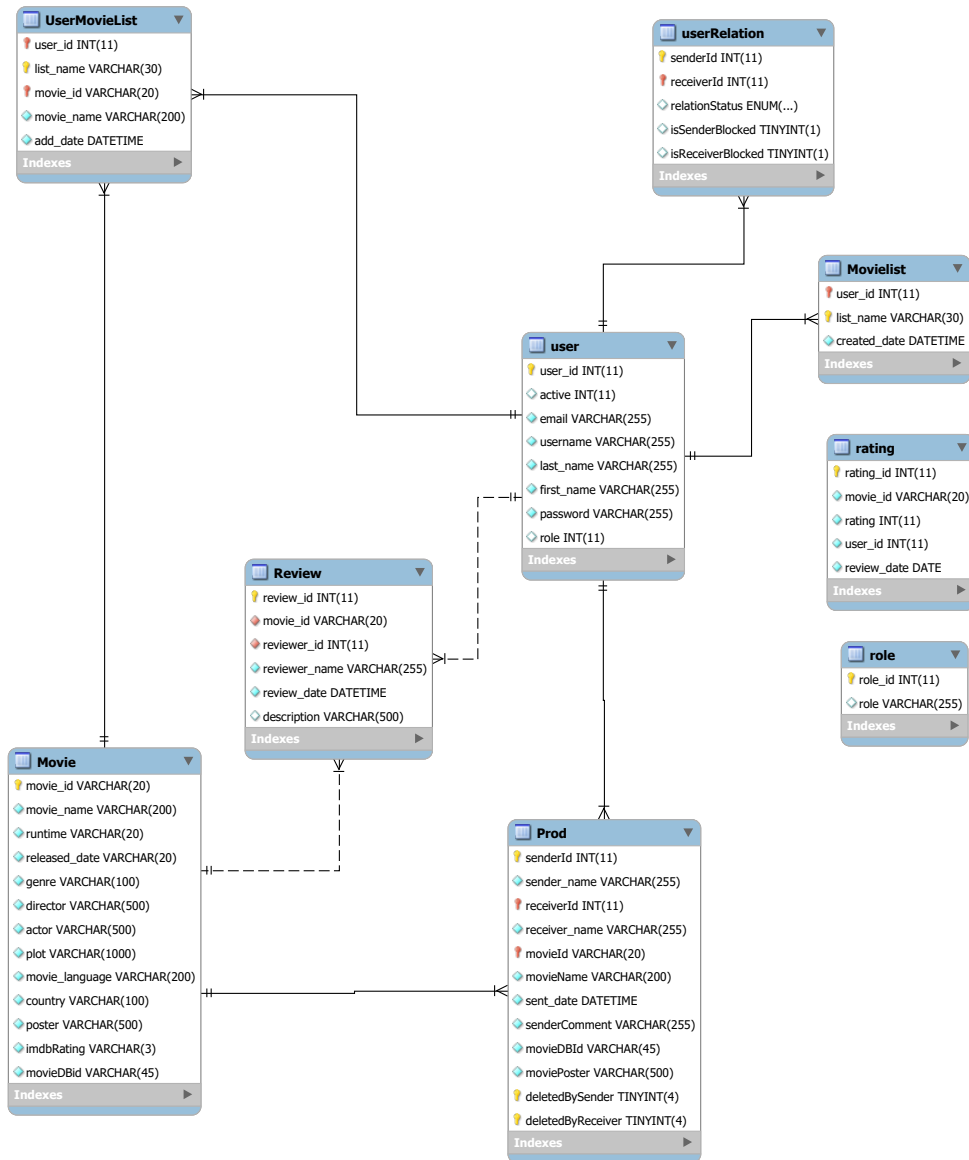 UserMovieList
user_id INT(11)
list_name VARCHAR(30)
movie_id VARCHAR(20)
movie_name VARCHAR(200)
add_date DATETIME
Indexes
userRelation
senderId INT(11)
receiverId INT(11)
relationStatus ENUM(...)
isSenderBlocked TINYINT(1)
isReceiverBlocked TINYINT(1)
Indexes
Movielist
user_id INT(11)
list_name VARCHAR(30)
created_date DATETIME
Indexes
user
user_id INT(11)
active INT(11)
email VARCHAR(255)
username VARCHAR(255)
last_name VARCHAR(255)
first_name VARCHAR(255)
password VARCHAR(255)
role INT(11)
Indexes
rating
rating_id INT(11)
movie_id VARCHAR(20)
rating INT(11)
user_id INT(11)
review_date DATE
Indexes
Review
review_id INT(11)
movie_id VARCHAR(20)
reviewer_id INT(11)
reviewer_name VARCHAR(255)
review_date DATETIME
description VARCHAR(500)
Indexes
role
role_id INT(11)
role VARCHAR(255)
Indexes
Movie
movie_id VARCHAR(20)
movie_name VARCHAR(200)
runtime VARCHAR(20)
released_date VARCHAR(20)
genre VARCHAR(100)
director VARCHAR(500)
actor VARCHAR(500)
plot VARCHAR(1000)
movie_language VARCHAR(200)
country VARCHAR(100)
poster VARCHAR(500)
imdbRating VARCHAR(3)
movieDBid VARCHAR(45)
Indexes
Prod
senderId INT(11)
sender_name VARCHAR(255)
receiverId INT(11)
receiver_name VARCHAR(255)
movieId VARCHAR(20)
movieName VARCHAR(200)
sent_date DATETIME
senderComment VARCHAR(255)
movieDBId VARCHAR(45)
moviePoster VARCHAR(500)
deletedBySender TINYINT(4)
deletedByReceiver TINYINT(4)
Indexes